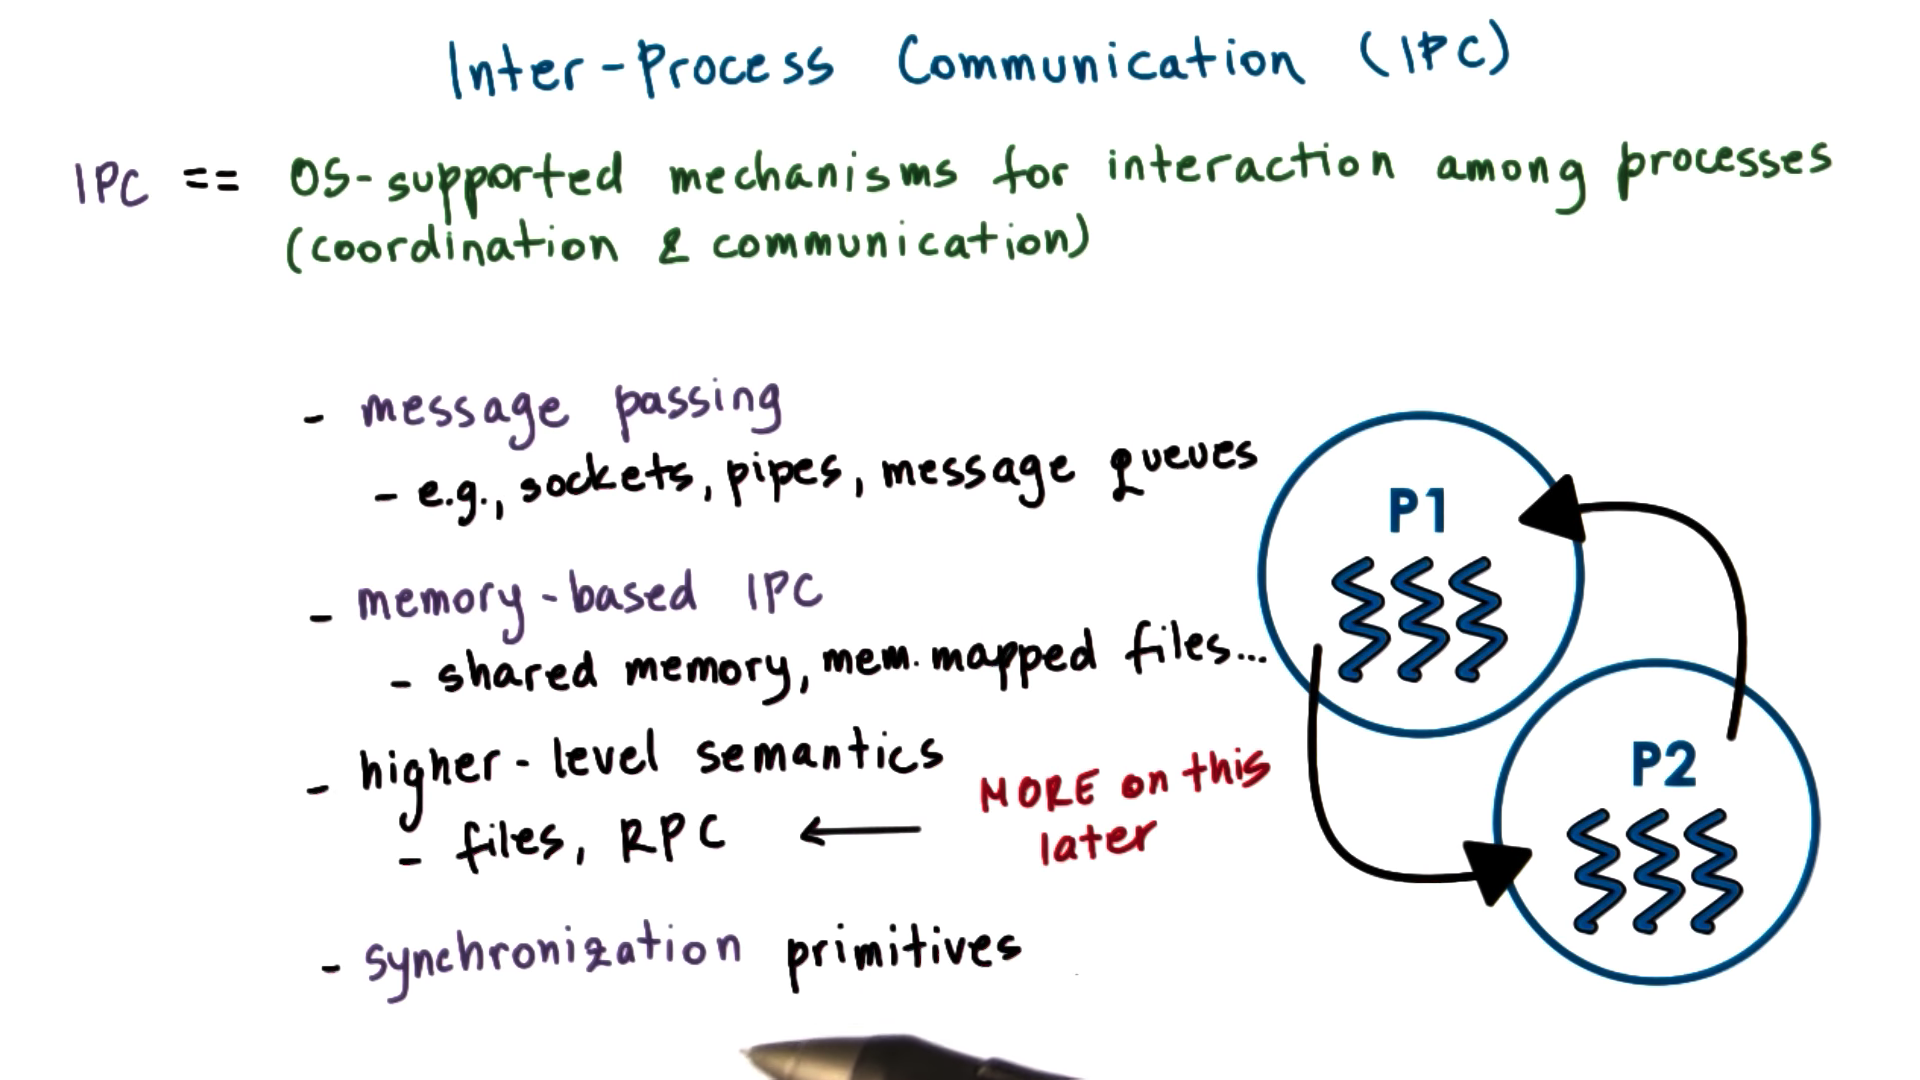 Inter-Process Communication (IPC)
IPC == OS-supported mechanisms for interaction among processes
(coordination & communication)
- message passing
- e.g., sockets, pipes, message queues
- memory-based IPC
- shared memory, mem. mapped files...
- higher-level semantics
- files, RPC ←
MORE on this
later
- synchronization primitives
P1
P2